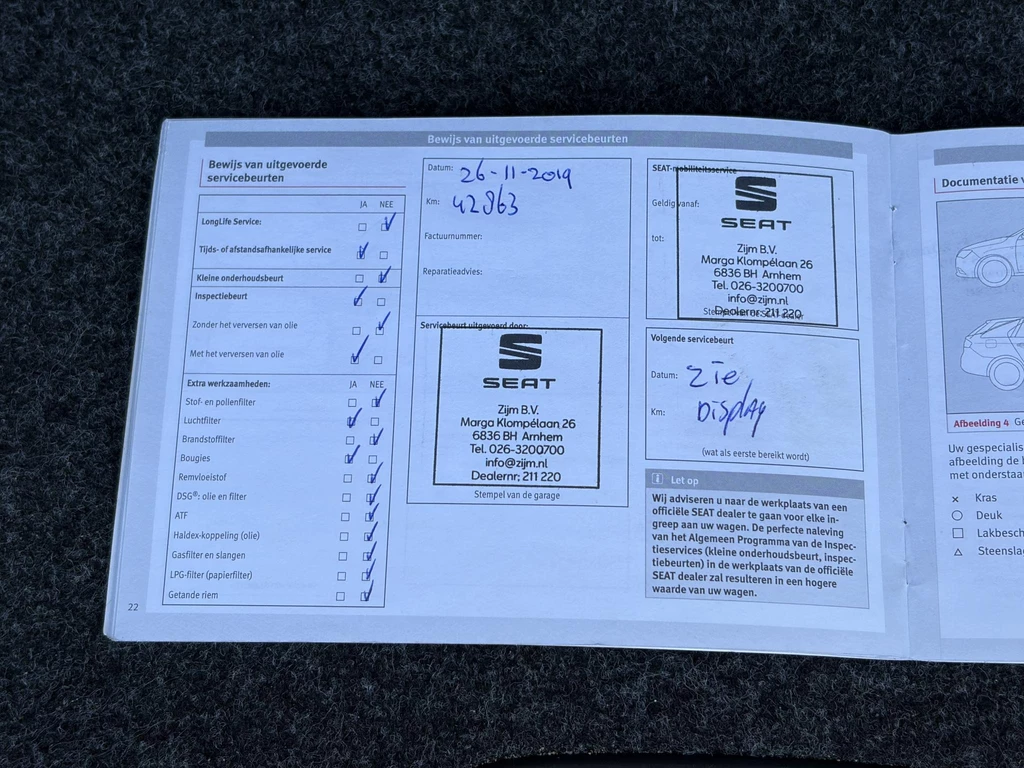 Bewijs van uitgevoerde servicebeurten
Bewijs van uitgevoerde
servicebeurten
JA NEE
LongLife Service:
Tijds- of afstandsafhankelijke service
Kleine onderhoudsbeurt
Inspectiebeurt
Zonder het verversen van olie
Met het verversen van olie
Extra werkzaamheden: JA NEE
Stof- en pollenfilter
Luchtfilter
Brandstoffilter
Bougies
Remvloeistof
DSG®: olie en filter
ATF
Haldex-koppeling (olie)
Gasfilter en slangen
LPG-filter (papierfilter)
Getande riem
22
Datum: 26-11-2019
Km: 42863
Factuurnummer:
Reparatieadvies:
Servicebeurt uitgevoerd door:
SEAT
Zijm B.V.
Marga Klompélaan 26
6836 BH Arnhem
Tel. 026-3200700
info@zijm.nl
Dealernr: 211 220
Stempel van de garage
SEAT-mobiliteitsservice
Geldig vanaf:
tot:
SEAT
Zijm B.V.
Marga Klompélaan 26
6836 BH Arnhem
Tel. 026-3200700
info@zijm.nl
Dealernr: 211 220
Volgende servicebeurt
Datum: Zie
Km: Display
(wat als eerste bereikt wordt)
i Let op
Wij adviseren u naar de werkplaats van een
officiële SEAT dealer te gaan voor elke in-
greep aan uw wagen. De perfecte naleving
van het Algemeen Programma van de Inspec-
tieservices (kleine onderhoudsbeurt, inspec-
tiebeurten) in de werkplaats van de officiële
SEAT dealer zal resulteren in een hogere
waarde van uw wagen.
Documentatie v
Afbeelding 4 Ge
Uw gespecialis
afbeelding de b
met onderstaa
Kras
Deuk
Lakbesch
Steensla